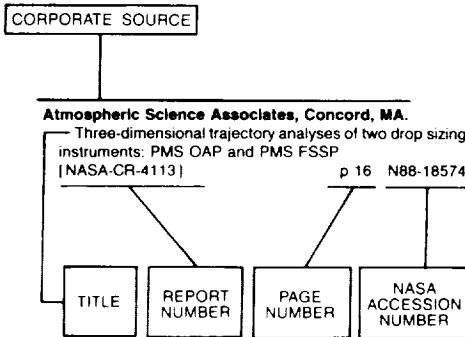 CORPORATE SOURCE
Atmospheric Science Associates, Concord, MA.
Three-dimensional trajectory analyses of two drop sizing
instruments: PMS OAP and PMS FSSP
[NASA-CR-4113] p 16 N88-18574
TITLE
REPORT
NUMBER
PAGE
NUMBER
NASA
ACCESSION
NUMBER